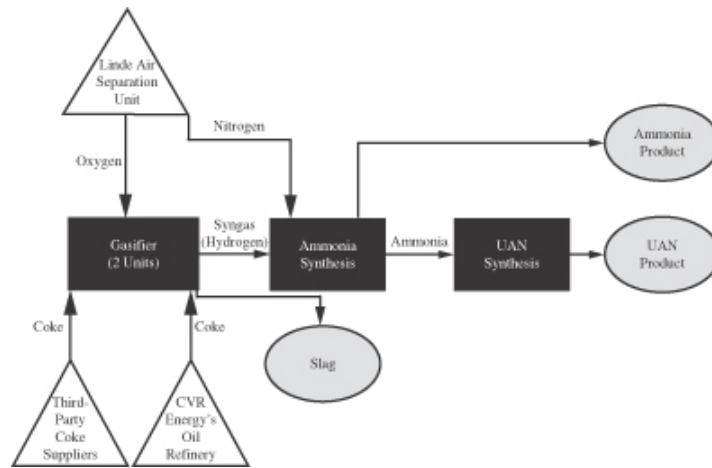 Linde Air
Separation
Unit
Nitrogen
Oxygen
Ammonia
Product
Gasifier
(2 Units)
Syngas
(Hydrogen)
Ammonia
Synthesis
Ammonia
UAN
Synthesis
UAN
Product
Coke
Coke
Slag
Third-
Party
Coke
Suppliers
CVR
Energy's
Oil
Refinery